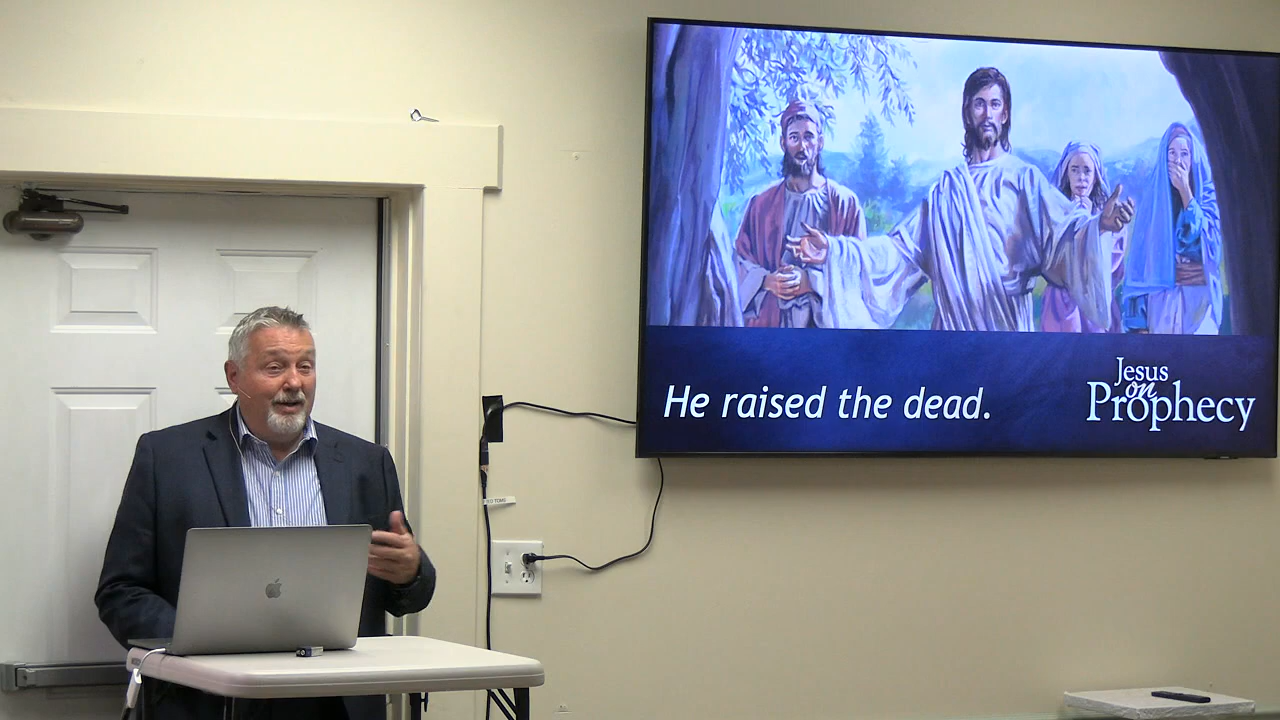 He raised the dead.
Jesus
on
Prophecy